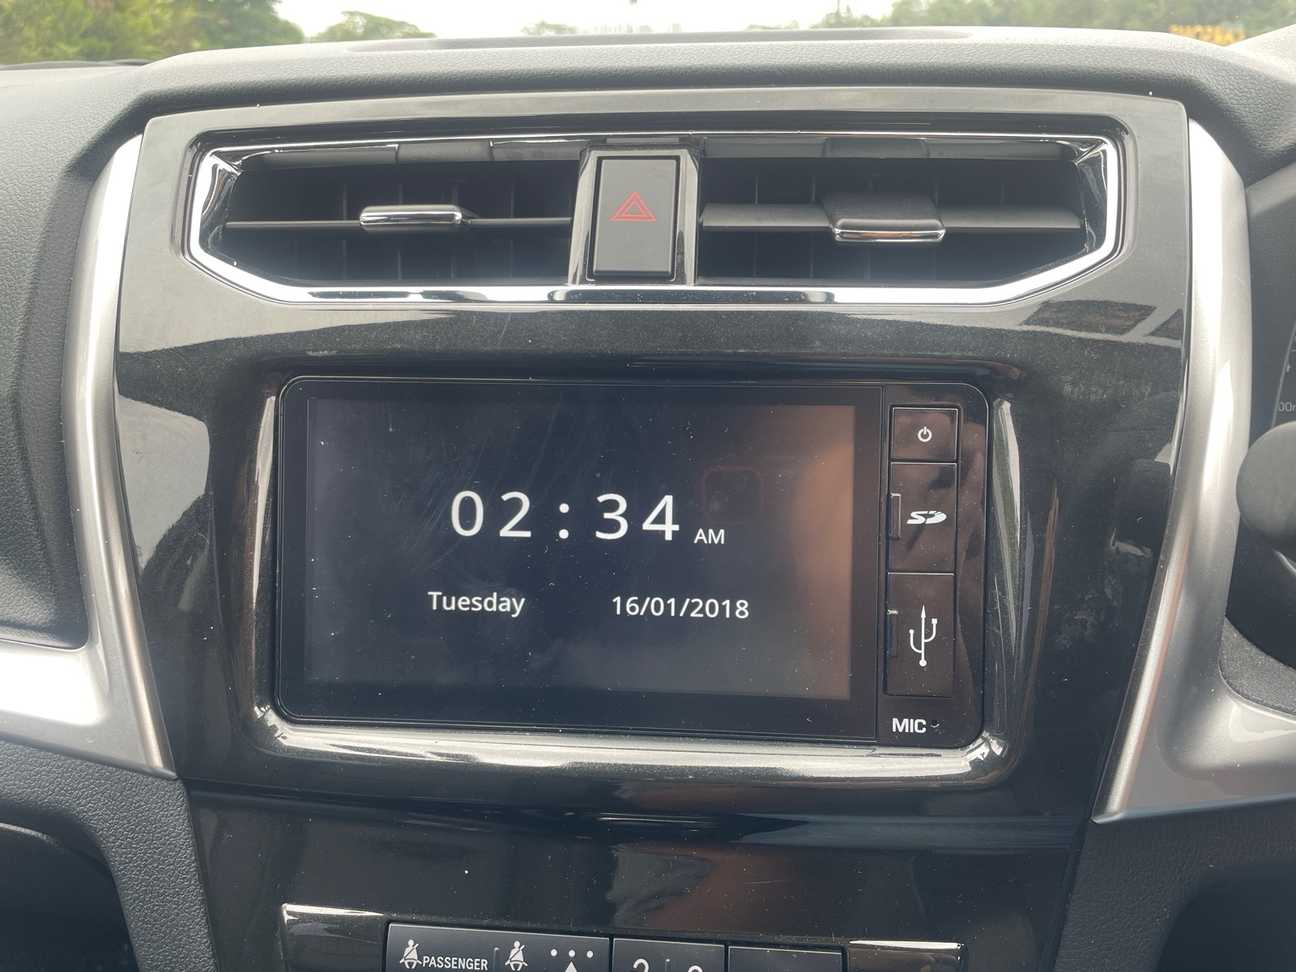 02:34 AM
Tuesday 16/01/2018
SD
MIC
PASSENGER